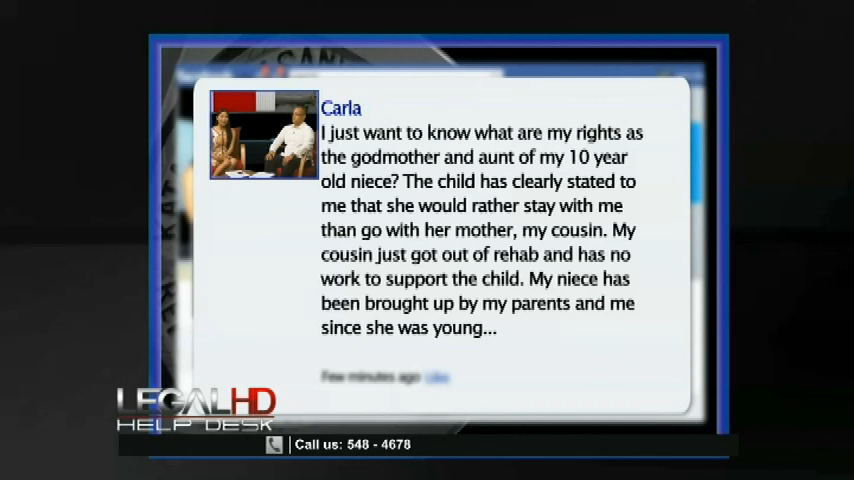 Carla
I just want to know what are my rights as
the godmother and aunt of my 10 year
old niece? The child has clearly stated to
me that she would rather stay with me
than go with her mother, my cousin. My
cousin just got out of rehab and has no
work to support the child. My niece has
been brought up by my parents and me
since she was young...
Few minutes ago Like
LEGALHD
HELP DESK
Call us: 548 - 4678